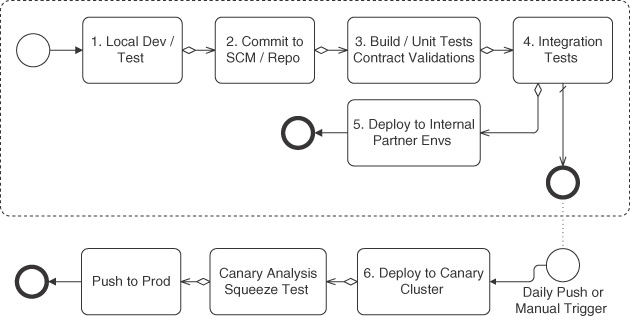 1. Local Dev /
Test
2. Commit to
SCM / Repo
3. Build / Unit Tests
Contract Validations
4. Integration
Tests
5. Deploy to Internal
Partner Envs
Push to Prod
Canary Analysis
Squeeze Test
6. Deploy to Canary
Cluster
Daily Push or
Manual Trigger